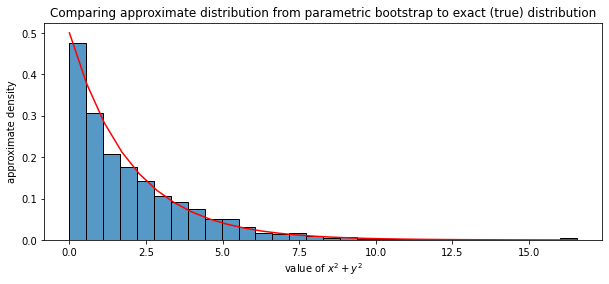 Comparing approximate distribution from parametric bootstrap to exact (true) distribution
0.5
0.4
0.3
0.2
0.1
0.0
approximate density
0.0 2.5 5.0 7.5 10.0 12.5 15.0
value of x² + y²